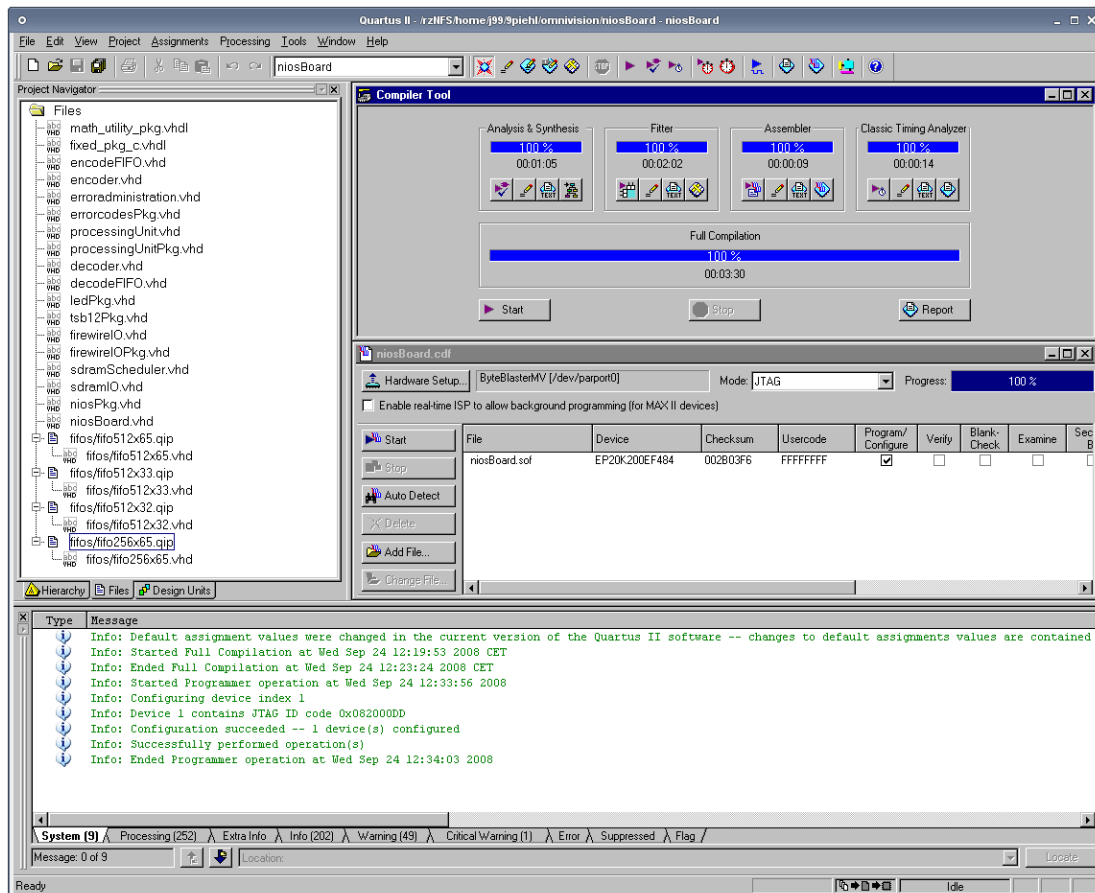 Quartus II - /rzNFS/home/j99/9piehl/omnivision/niosBoard - niosBoard
File Edit View Project Assignments Processing Tools Window Help
niosBoard
Project Navigator
Files
math_utility_pkg.vhdl
fixed_pkg_c.vhdl
encodeFIFO.vhd
encoder.vhd
erroradministration.vhd
errorcodesPkg.vhd
processingUnit.vhd
processingUnitPkg.vhd
decoder.vhd
decodeFIFO.vhd
ledPkg.vhd
tsb12Pkg.vhd
firewireIO.vhd
firewireIOPkg.vhd
sdramScheduler.vhd
sdramIO.vhd
niosPkg.vhd
niosBoard.vhd
fifos/fifo512x65.qip
fifos/fifo512x65.vhd
fifos/fifo512x33.qip
fifos/fifo512x33.vhd
fifos/fifo512x32.qip
fifos/fifo512x32.vhd
fifos/fifo256x65.qip
fifos/fifo256x65.vhd
Hierarchy Files Design Units
Compiler Tool
Analysis & Synthesis Fitter Assembler Classic Timing Analyzer
100 % 100 % 100 % 100 %
00:01:05 00:02:02 00:00:09 00:00:14
Full Compilation
100 %
00:03:30
Start Stop Report
niosBoard.cdf
Hardware Setup... ByteBlasterMV [/dev/parport0] Mode: JTAG Progress: 100 %
Enable real-time ISP to allow background programming (for MAX II devices)
Start
Stop
Auto Detect
Delete
Add File...
Change File...
File Device Checksum Usercode Program/ Configure Verify Blank- Check Examine Sec B
niosBoard.sof EP20K200EF484 002B03F6 FFFFFFFF
Type Message
Info: Default assignment values were changed in the current version of the Quartus II software -- changes to default assignments values are contained
Info: Started Full Compilation at Wed Sep 24 12:19:53 2008 CET
Info: Ended Full Compilation at Wed Sep 24 12:23:24 2008 CET
Info: Started Programmer operation at Wed Sep 24 12:33:56 2008
Info: Configuring device index 1
Info: Device 1 contains JTAG ID code 0x082000DD
Info: Configuration succeeded -- 1 device(s) configured
Info: Successfully performed operation(s)
Info: Ended Programmer operation at Wed Sep 24 12:34:03 2008
System (9) Processing (252) Extra Info Info (202) Warning (49) Critical Warning (1) Error Suppressed Flag
Message: 0 of 9 Location: Locate
Ready Idle